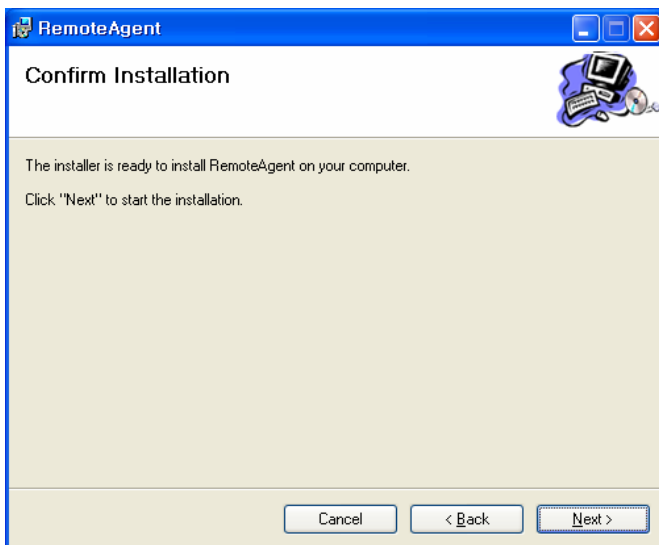 RemoteAgent
Confirm Installation
The installer is ready to install RemoteAgent on your computer.
Click "Next" to start the installation.
Cancel
< Back
Next >